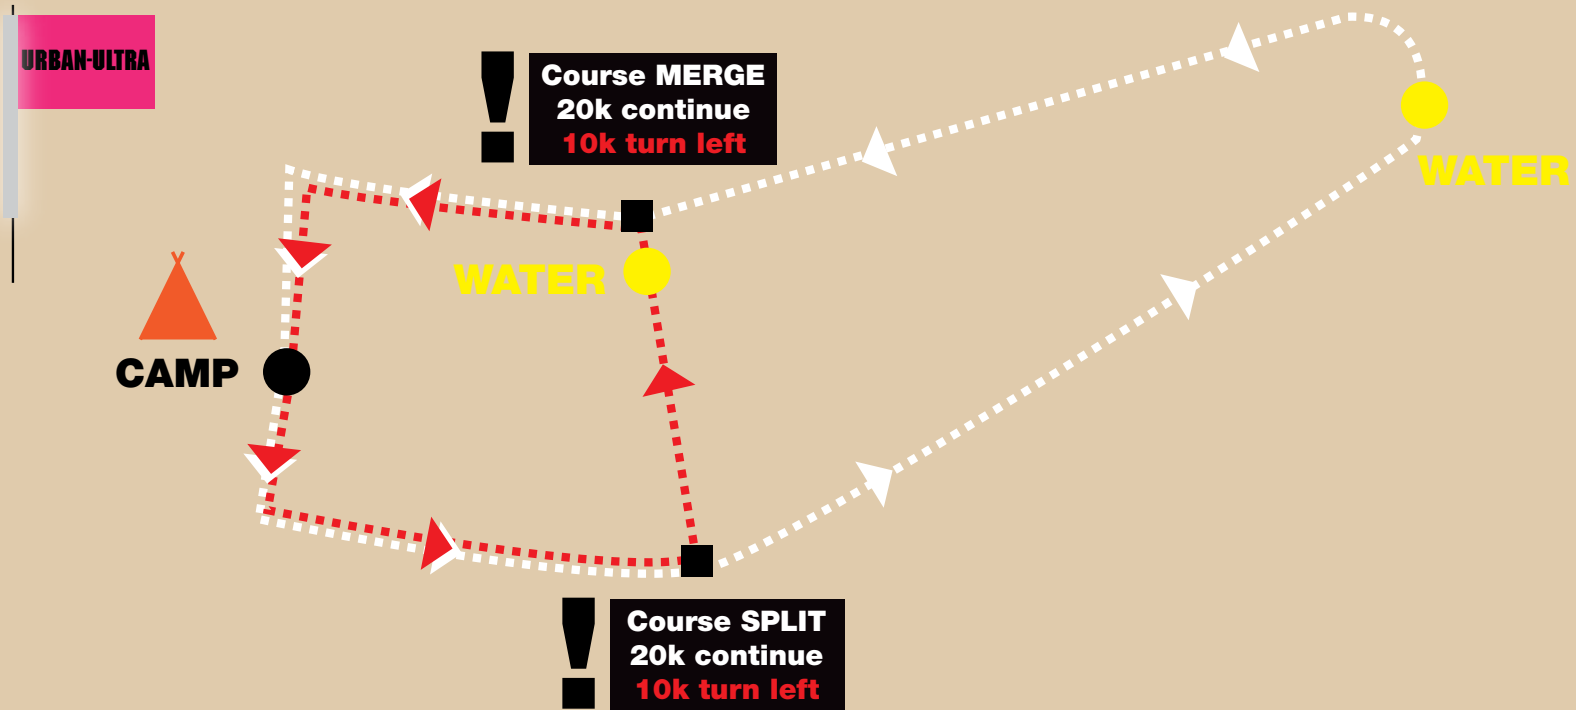 URBAN-ULTRA
Course MERGE
20k continue
10k turn left
WATER
WATER
CAMP
Course SPLIT
20k continue
10k turn left